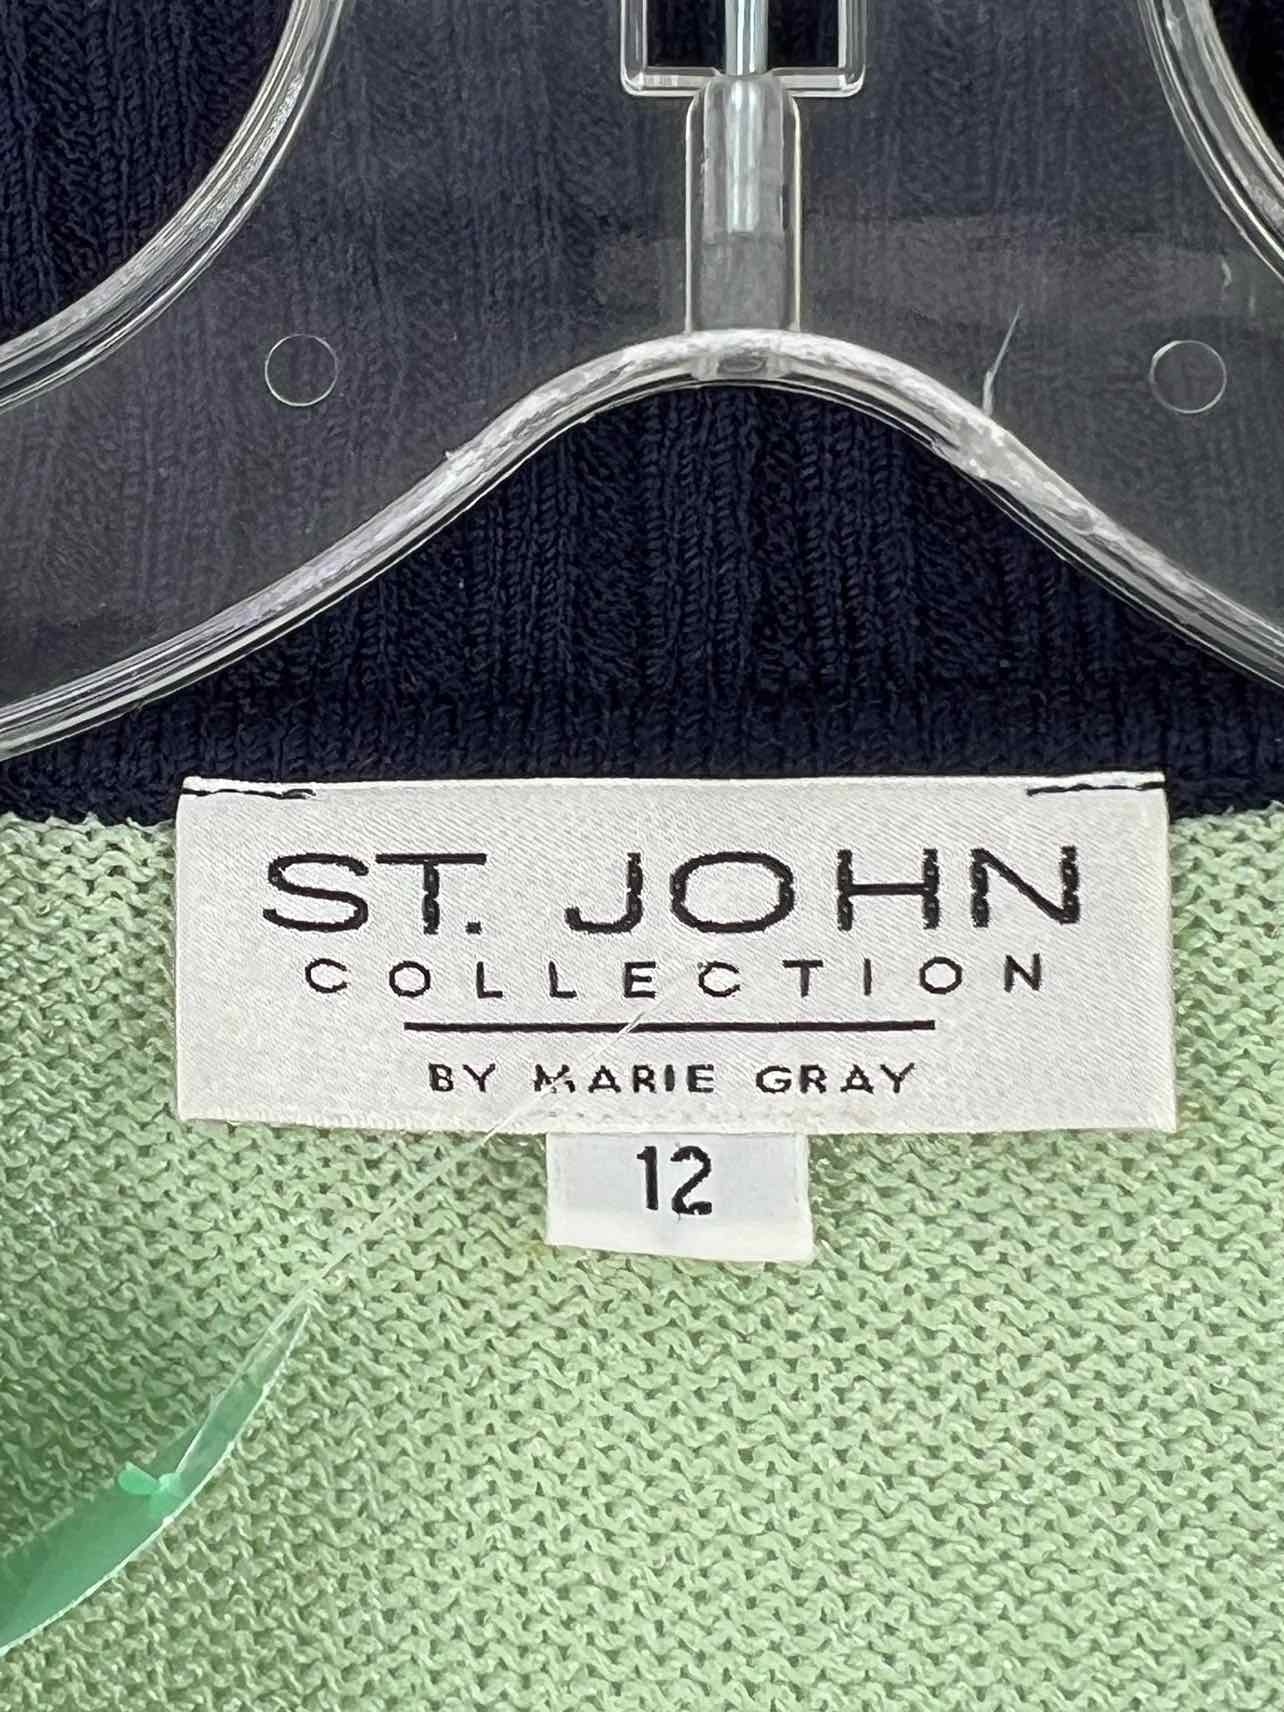 ST. JOHN
COLLECTION
BY MARIE GRAY
12